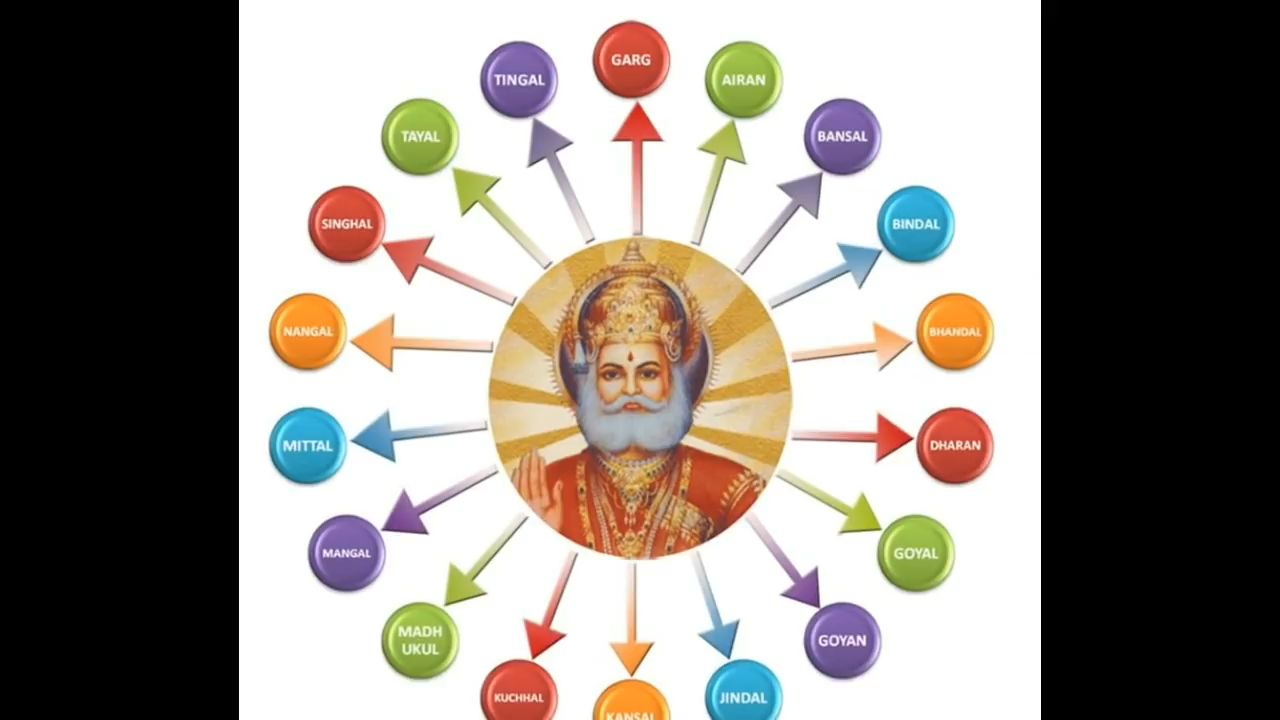 GARG
AIRAN
BANSAL
BINDAL
BHANDAL
DHARAN
GOYAL
GOYAN
JINDAL
KANSAL
KUCHHAL
MADH
UKUL
MANGAL
MITTAL
NANGAL
SINGHAL
TAYAL
TINGAL